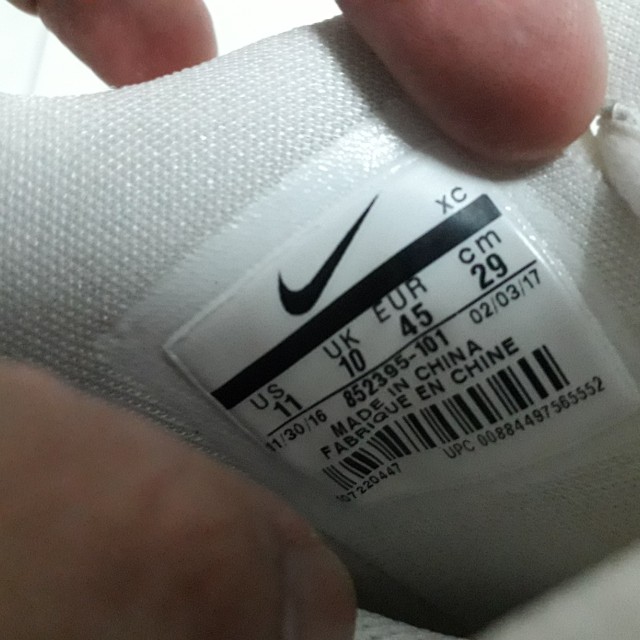 XC
US UK EUR cm
11 10 45 29
11/30/16 852395-101 02/03/17
MADE IN CHINA
FABRIQUE EN CHINE
UPC 00884497565552